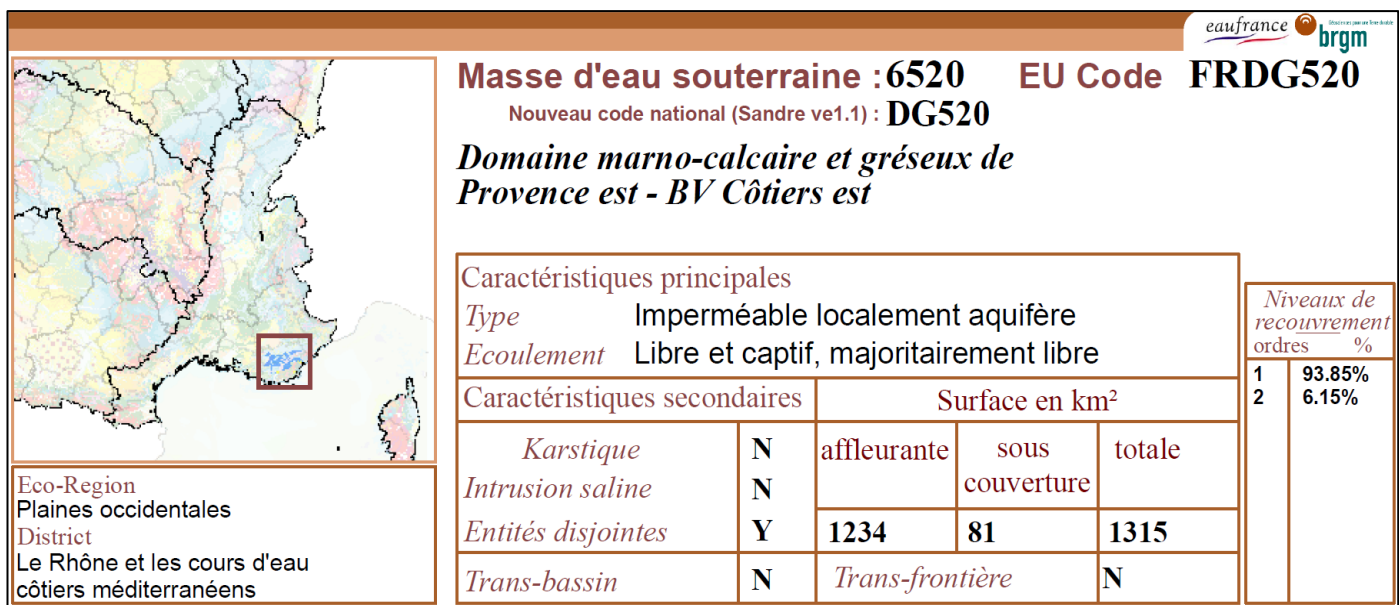 eaufrance
brgm
Masse d'eau souterraine : 6520 EU Code FRDG520
Nouveau code national (Sandre ve1.1) : DG520
Domaine marno-calcaire et gréseux de
Provence est - BV Côtiers est
Caractéristiques principales
Type Imperméable localement aquifère
Ecoulement Libre et captif, majoritairement libre
Caractéristiques secondaires Surface en km²
Karstique N affleurante sous couverture totale
Intrusion saline N
Entités disjointes Y 1234 81 1315
Trans-bassin N Trans-frontière N
Niveaux de
recouvrement
ordres %
1 93.85%
2 6.15%
Eco-Region
Plaines occidentales
District
Le Rhône et les cours d'eau
côtiers méditerranéens